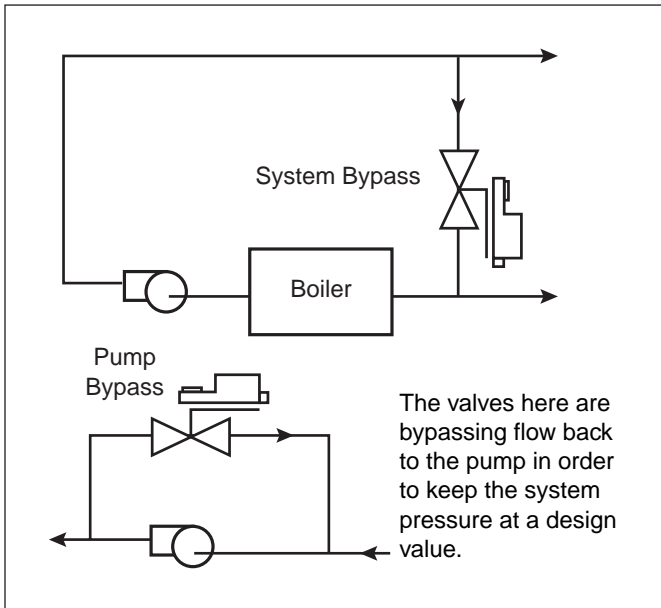 System Bypass
Boiler
Pump
Bypass
The valves here are
bypassing flow back
to the pump in order
to keep the system
pressure at a design
value.